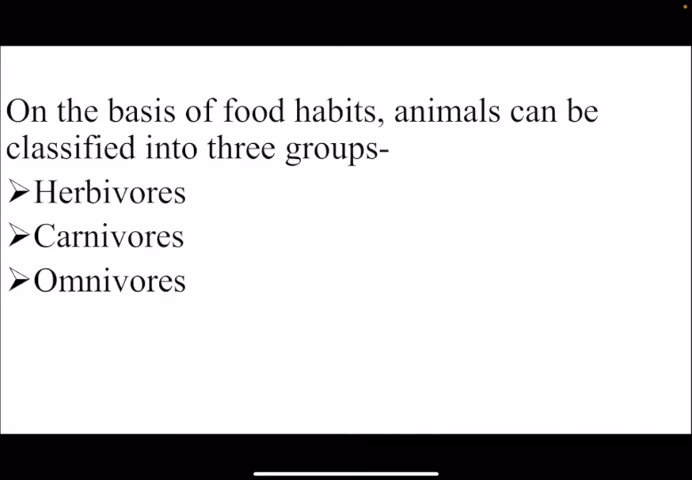 On the basis of food habits, animals can be
classified into three groups-
➢Herbivores
➢Carnivores
➢Omnivores